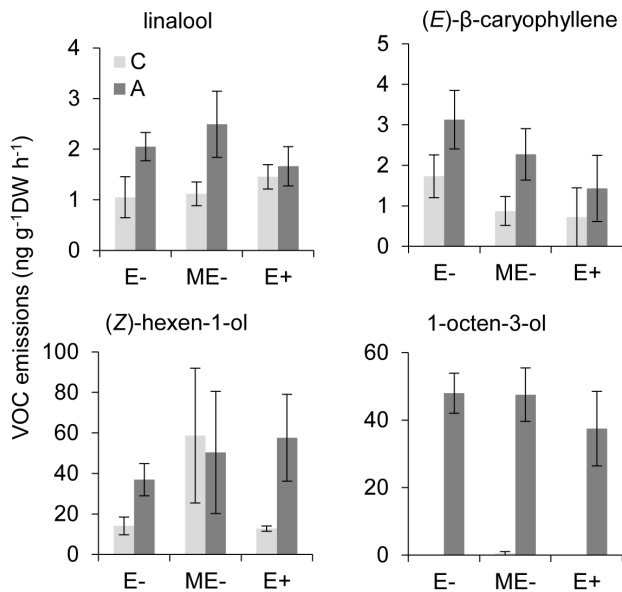 linalool
(E)-β-caryophyllene
VOC emissions (ng g⁻¹DW h⁻¹)
4
3
2
1
0
C
A
E- ME- E+
5
4
3
2
1
0
E- ME- E+
(Z)-hexen-1-ol
1-octen-3-ol
100
80
60
40
20
0
E- ME- E+
60
40
20
0
E- ME- E+